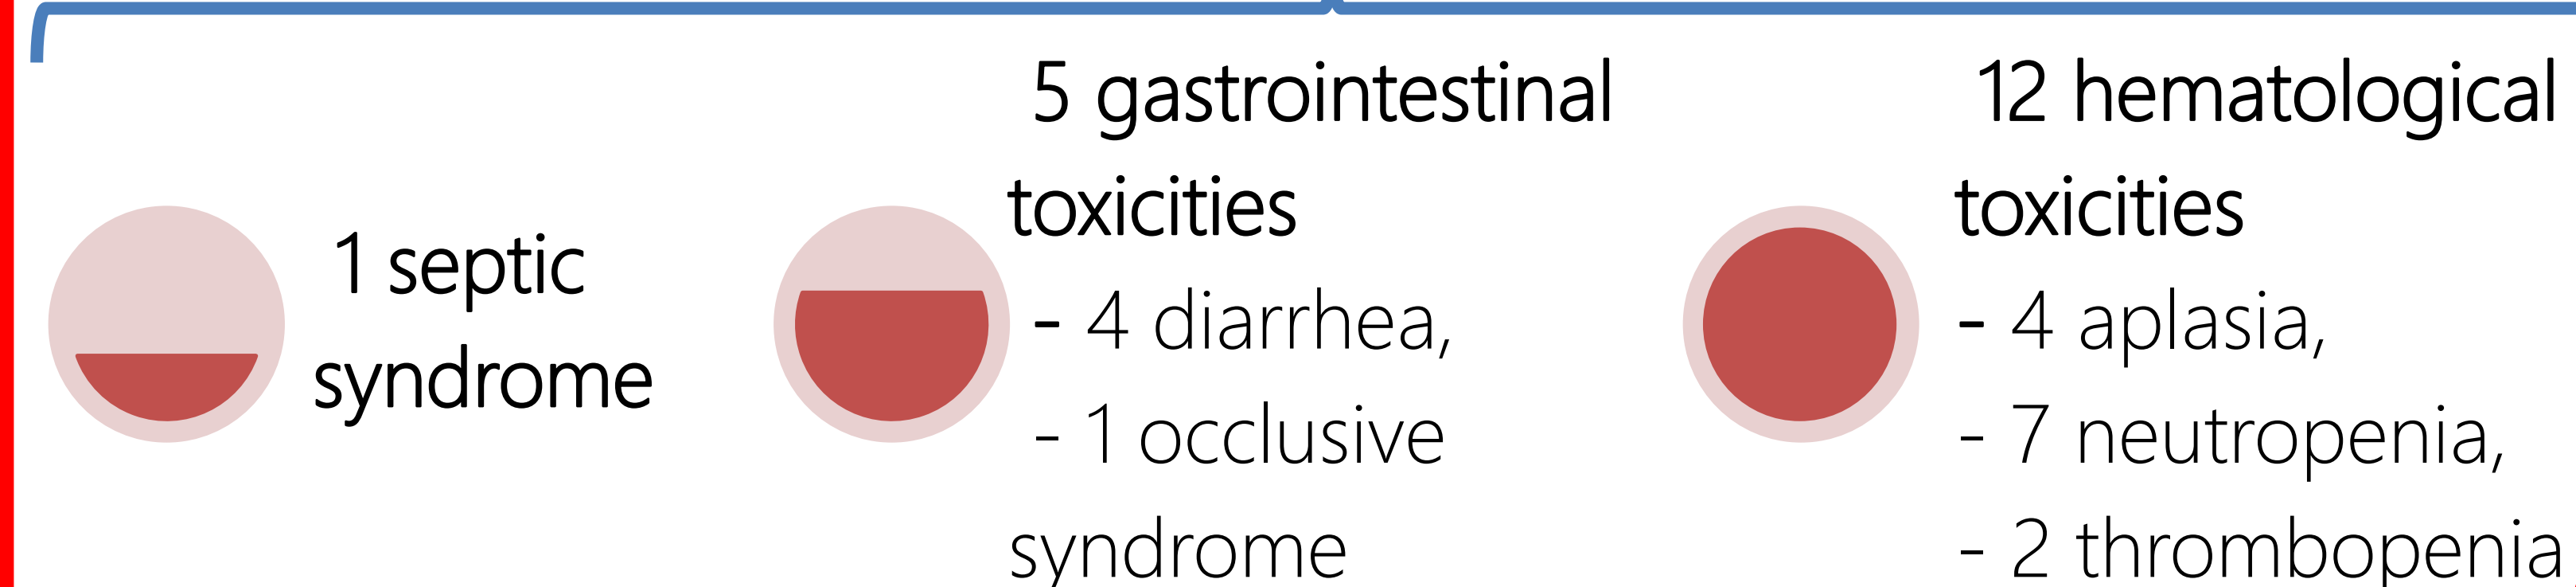 1 septic
syndrome
5 gastrointestinal
toxicities
- 4 diarrhea,
- 1 occlusive
syndrome
12 hematological
toxicities
- 4 aplasia,
- 7 neutropenia,
- 2 thrombopenia